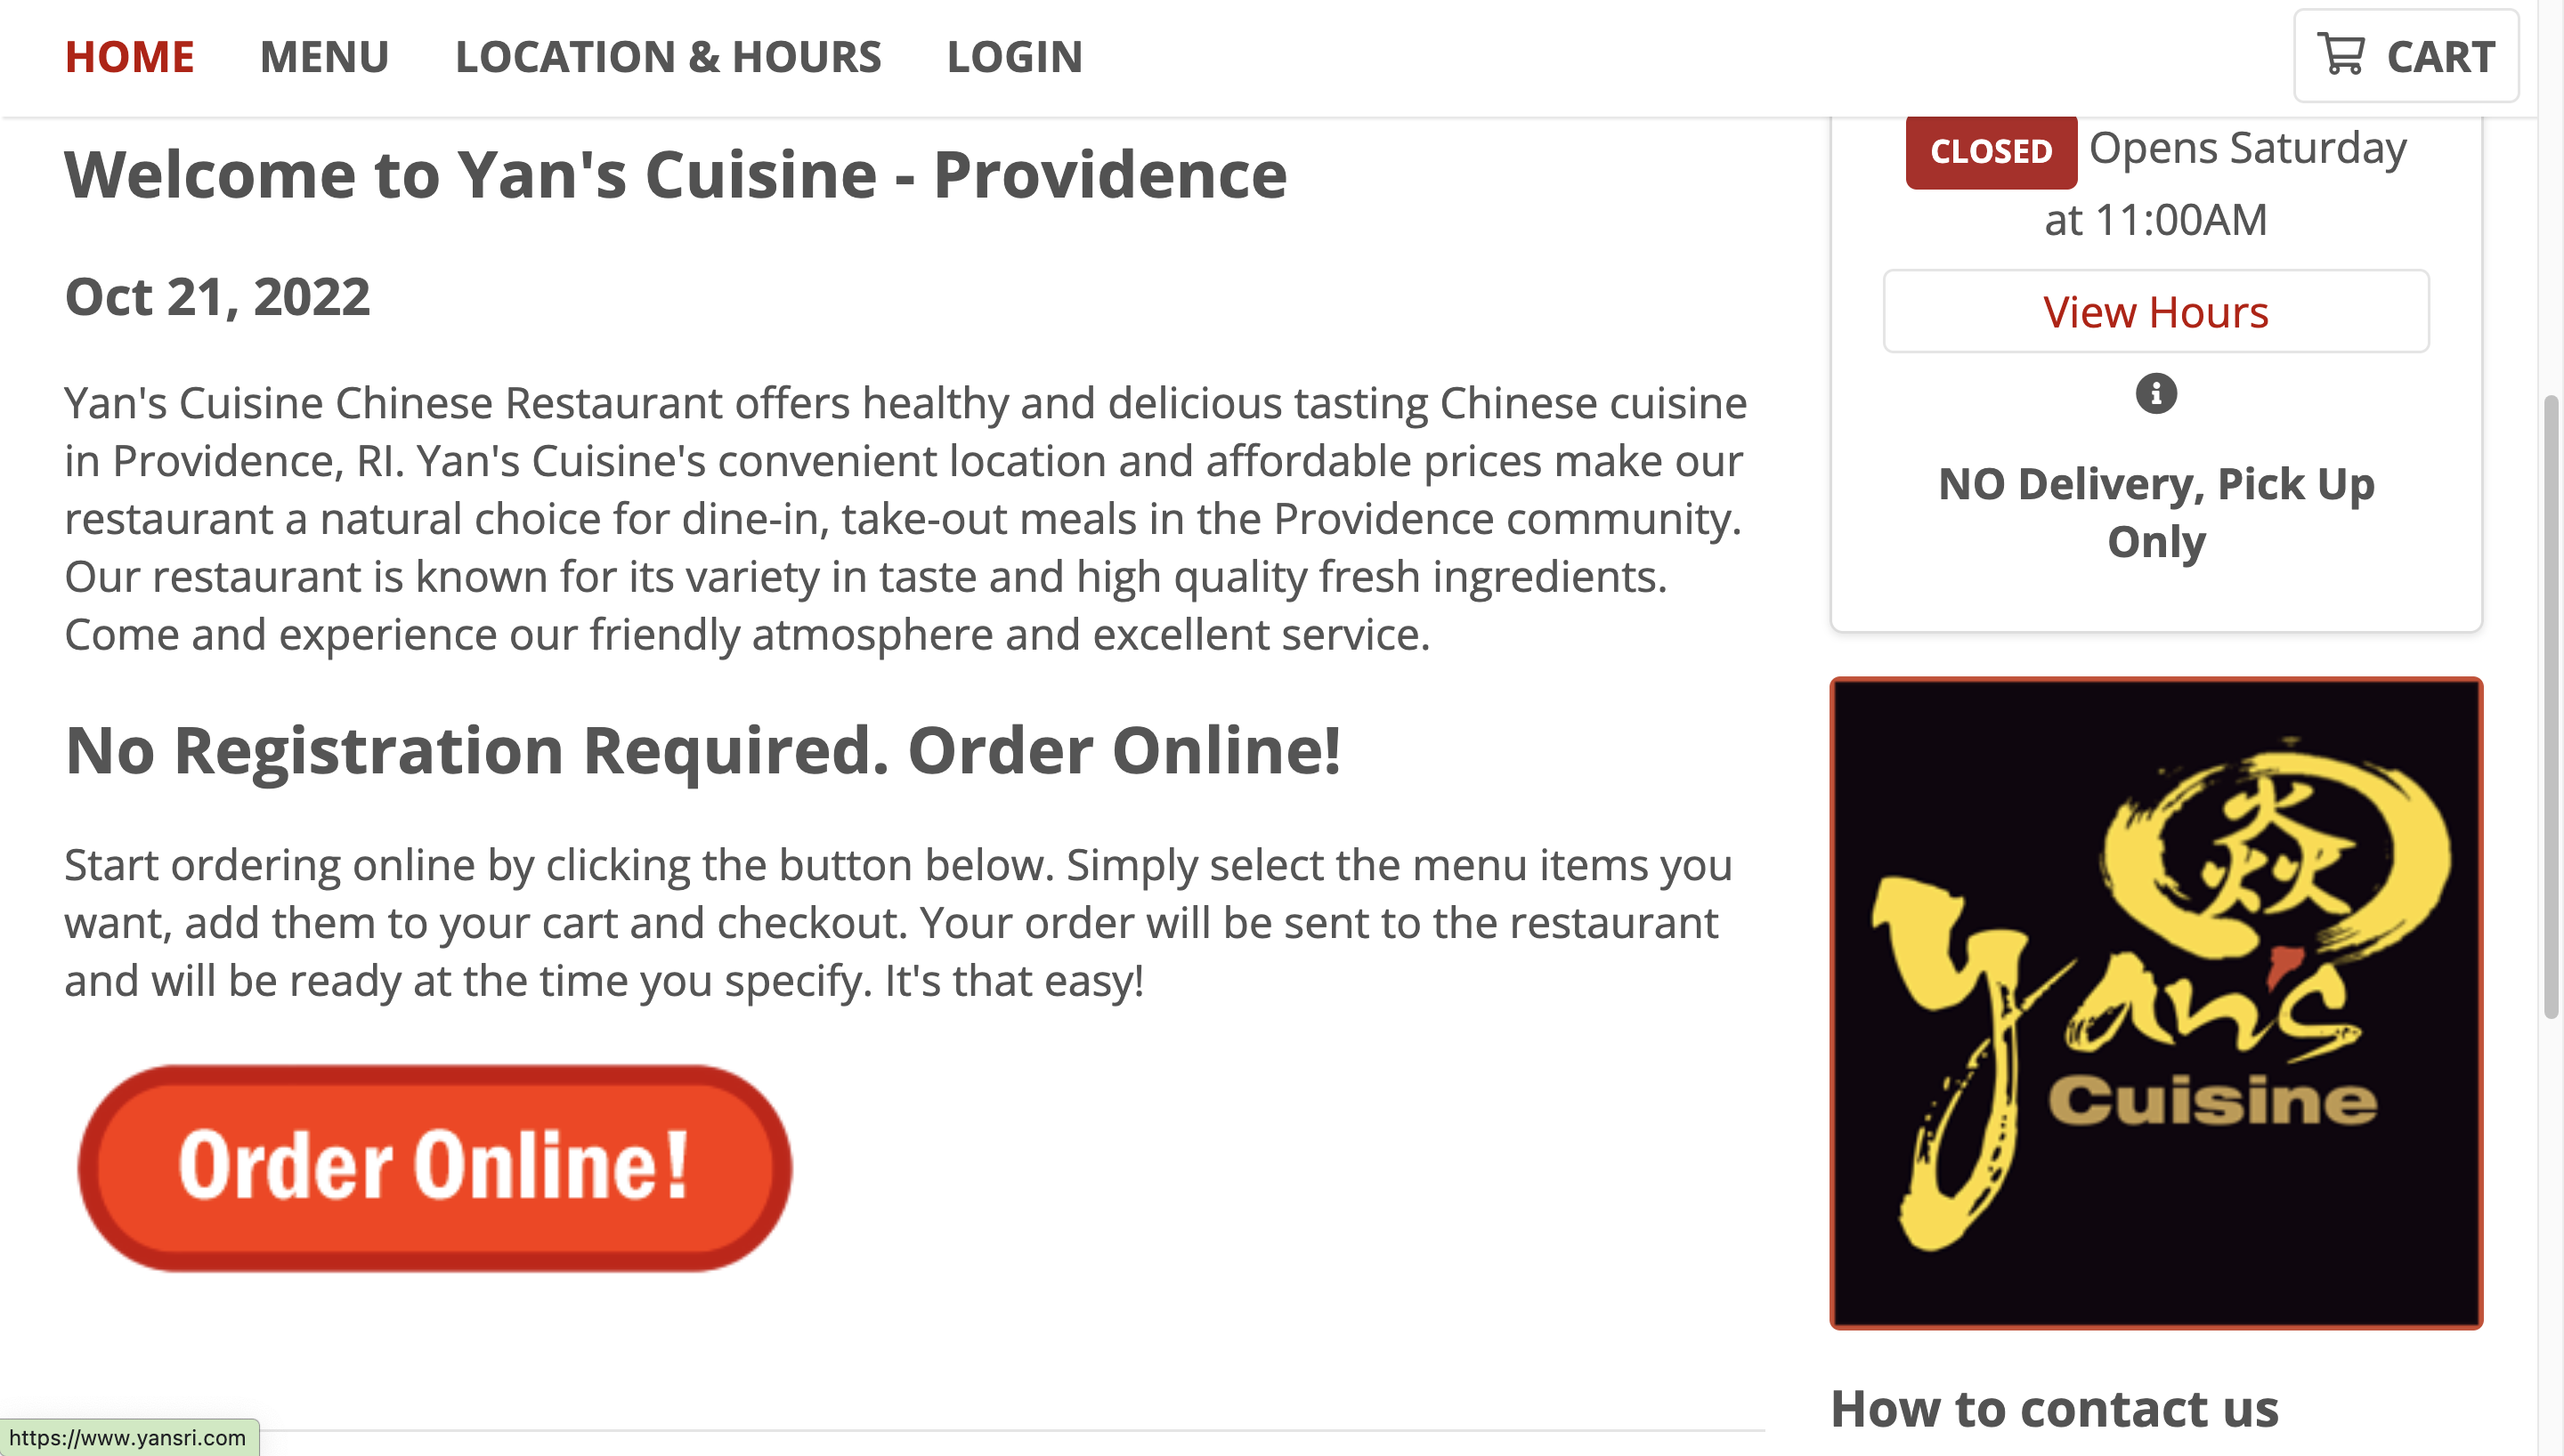 HOME MENU LOCATION & HOURS LOGIN CART
Welcome to Yan's Cuisine - Providence
Oct 21, 2022
Yan's Cuisine Chinese Restaurant offers healthy and delicious tasting Chinese cuisine
in Providence, RI. Yan's Cuisine's convenient location and affordable prices make our
restaurant a natural choice for dine-in, take-out meals in the Providence community.
Our restaurant is known for its variety in taste and high quality fresh ingredients.
Come and experience our friendly atmosphere and excellent service.
No Registration Required. Order Online!
Start ordering online by clicking the button below. Simply select the menu items you
want, add them to your cart and checkout. Your order will be sent to the restaurant
and will be ready at the time you specify. It's that easy!
Order Online!
CLOSED Opens Saturday
at 11:00AM
View Hours
NO Delivery, Pick Up
Only
焱
Yan's
Cuisine
How to contact us
https://www.yansri.com